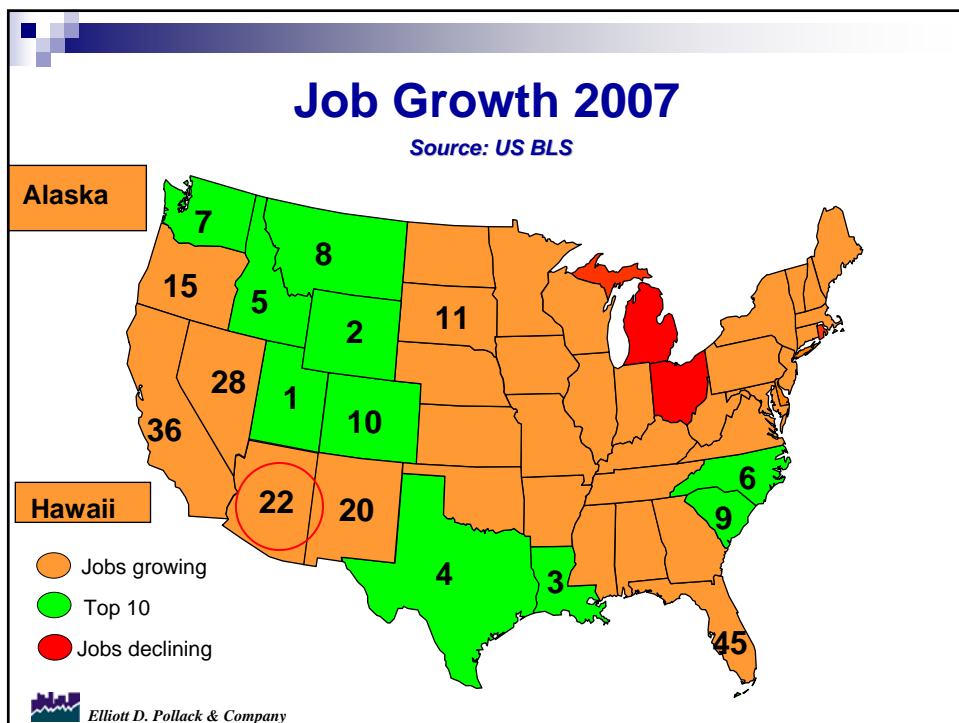 Job Growth 2007
Source: US BLS
Alaska
7
8
15
5
11
2
28
1
10
36
6
Hawaii
22
20
9
4
3
Jobs growing
Top 10
Jobs declining
45
Elliott D. Pollack & Company